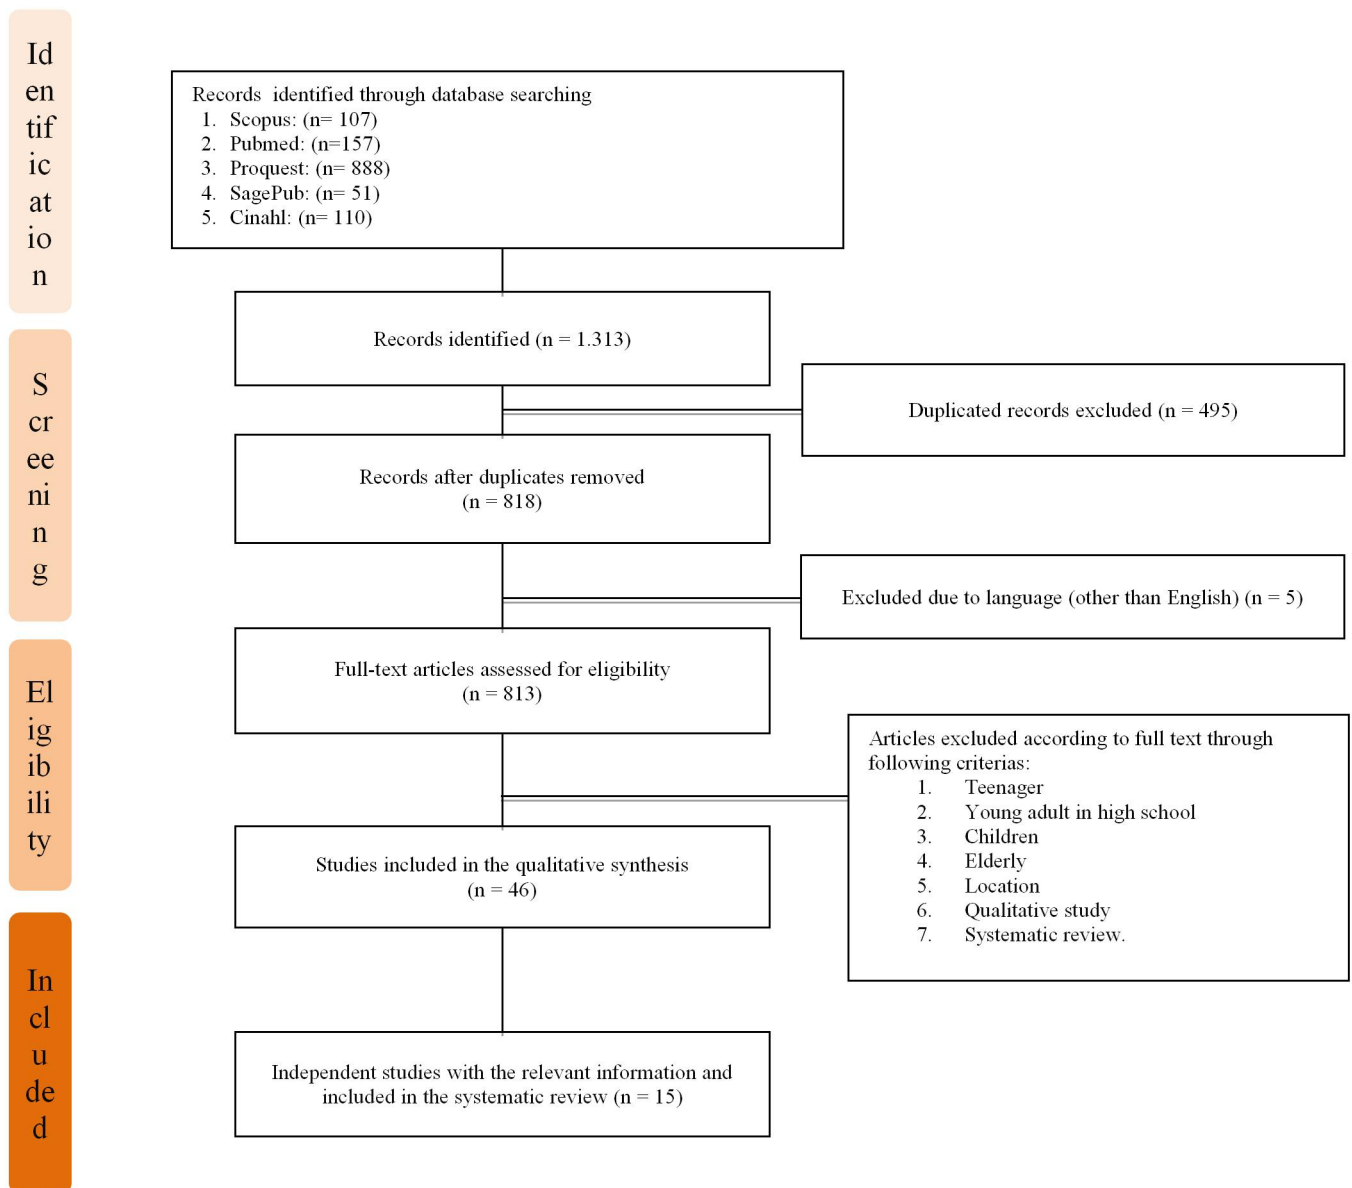 Id
en
tif
ic
at
io
n
Records identified through database searching
1. Scopus: (n= 107)
2. Pubmed: (n=157)
3. Proquest: (n= 888)
4. SagePub: (n= 51)
5. Cinahl: (n= 110)
Records identified (n = 1.313)
S
cr
ee
ni
n
g
Duplicated records excluded (n = 495)
Records after duplicates removed
(n = 818)
Excluded due to language (other than English) (n = 5)
El
ig
ib
ili
ty
Full-text articles assessed for eligibility
(n = 813)
Articles excluded according to full text through
following criterias:
1. Teenager
2. Young adult in high school
3. Children
4. Elderly
5. Location
6. Qualitative study
7. Systematic review.
Studies included in the qualitative synthesis
(n = 46)
In
cl
u
de
d
Independent studies with the relevant information and
included in the systematic review (n = 15)